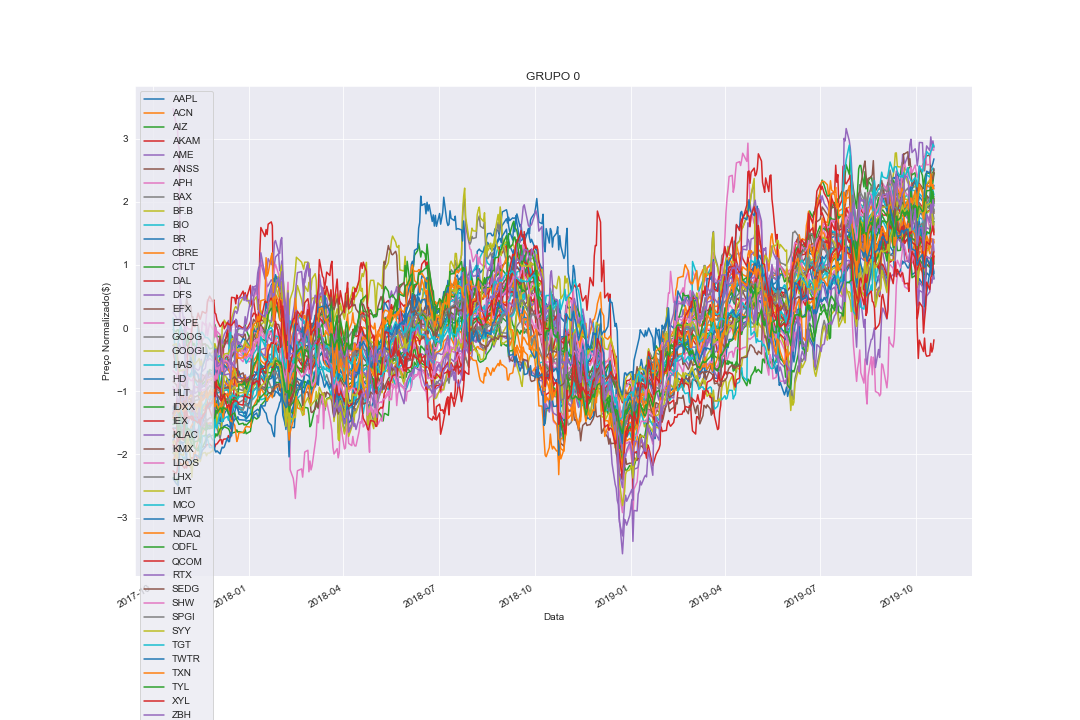 GRUPO 0
Preço Normalizado($)
3
2
1
0
−1
−2
−3
AAPL
ACN
AIZ
AKAM
AME
ANSS
APH
BAX
BF.B
BIO
BR
CBRE
CTLT
DAL
DFS
EFX
EXPE
GOOG
GOOGL
HAS
HD
HLT
IDXX
IEX
KLAC
KMX
LDOS
LHX
LMT
MCO
MPWR
NDAQ
ODFL
QCOM
RTX
SEDG
SHW
SPGI
SYY
TGT
TWTR
TXN
TYL
XYL
ZBH
2017-10
2018-01
2018-04
2018-07
2018-10
2019-01
2019-04
2019-07
2019-10
Data